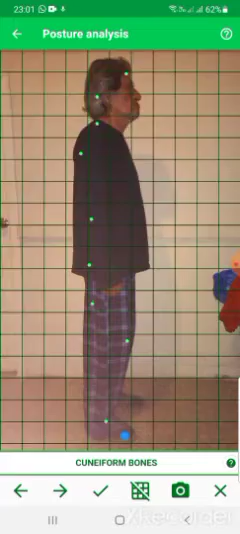 23:01 62%
Posture analysis
CUNEIFORM BONES
XRecorder